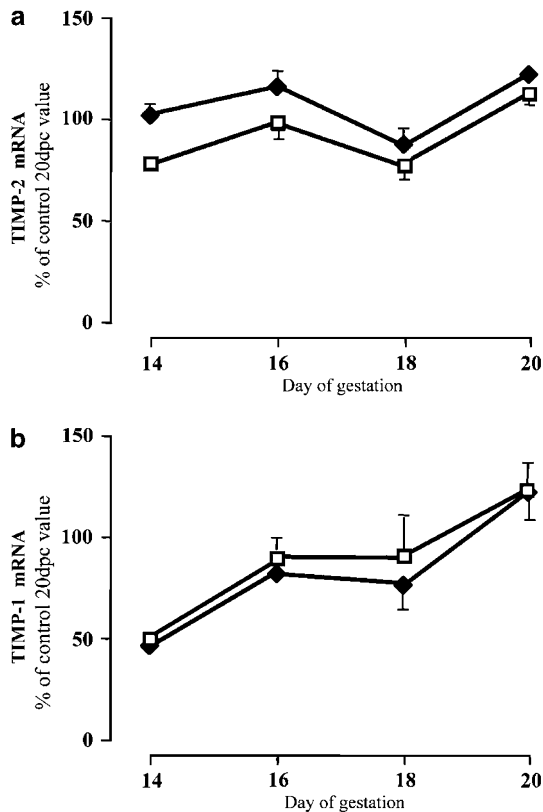 a
150
100
50
0
TIMP-2 mRNA
% of control 20dpc value
14 16 18 20
Day of gestation
b
150
100
50
0
TIMP-1 mRNA
% of control 20dpc value
14 16 18 20
Day of gestation